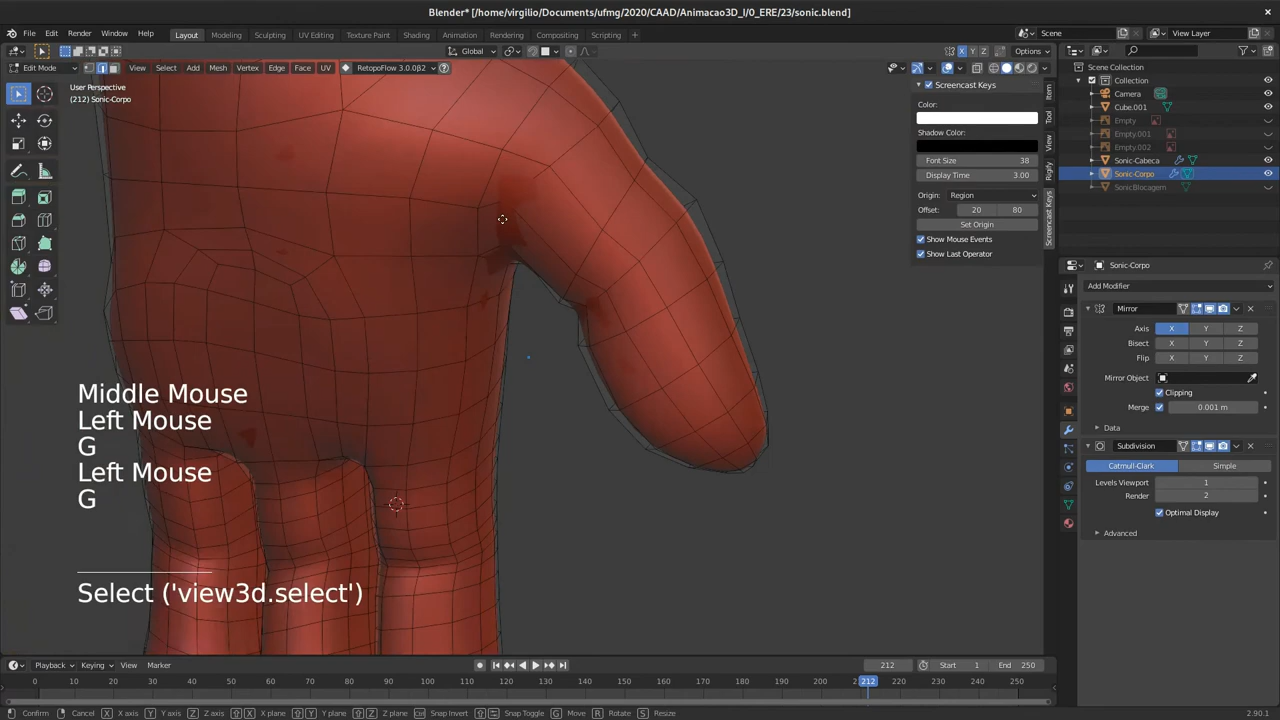 Blender* [/home/virgilio/Documents/ufmg/2020/CAAD/Animacao3D_I/0_ERE/23/sonic.blend]
File Edit Render Window Help Layout Modeling Sculpting UV Editing Texture Paint Shading Animation Rendering Compositing Scripting + Scene View Layer
Global X Y Z Options
Edit Mode View Select Add Mesh Vertex Edge Face UV RetopoFlow 3.0.0β2
User Perspective
(212) Sonic-Corpo
Screencast Keys
Color:
Shadow Color:
Font Size 38
Display Time 3.00
Origin: Region
Offset: 20 80
Set Origin
Show Mouse Events
Show Last Operator
Item
Tool
View
Rigify
Screencast Keys
Scene Collection
Collection
Camera
Cube.001
Empty
Empty.001
Empty.002
Sonic-Cabeca
Sonic-Corpo
SonicBlocagem
Sonic-Corpo
Add Modifier
Mirror
Axis X Y Z
Bisect X Y Z
Flip X Y Z
Mirror Object
Clipping
Merge 0.001 m
Data
Subdivision
Catmull-Clark Simple
Levels Viewport 1
Render 2
Optimal Display
Advanced
Middle Mouse
Left Mouse
G
Left Mouse
G
Select ('view3d.select')
Playback Keying View Marker 212 Start 1 End 250
0 10 20 30 40 50 60 70 80 90 100 110 120 130 140 150 160 170 180 190 200 212 220 230 240 250
Confirm Cancel X X axis Y Y axis Z Z axis X X plane Y Y plane Z Z plane Snap Invert Snap Toggle G Move R Rotate S Resize 2.90.1